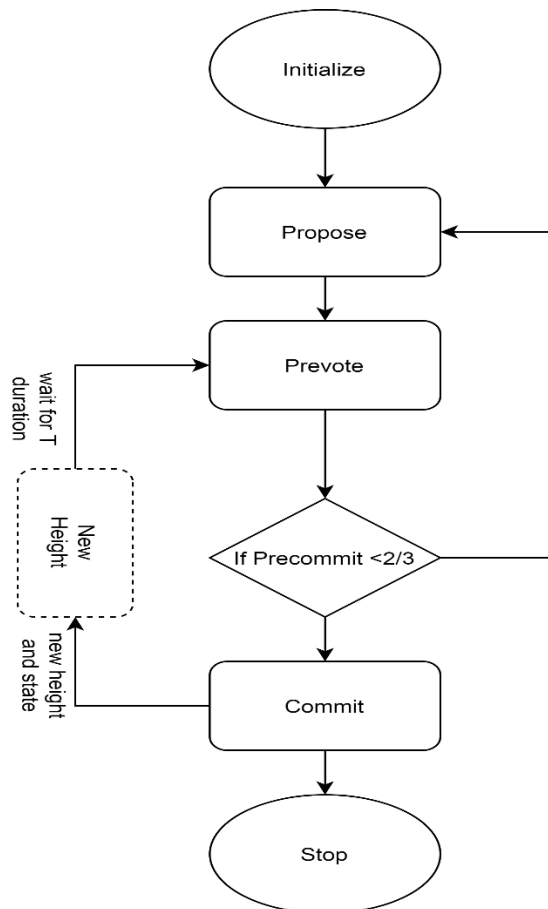 Initialize
Propose
Prevote
wait for T
duration
New
Height
If Precommit <2/3
new height
and state
Commit
Stop